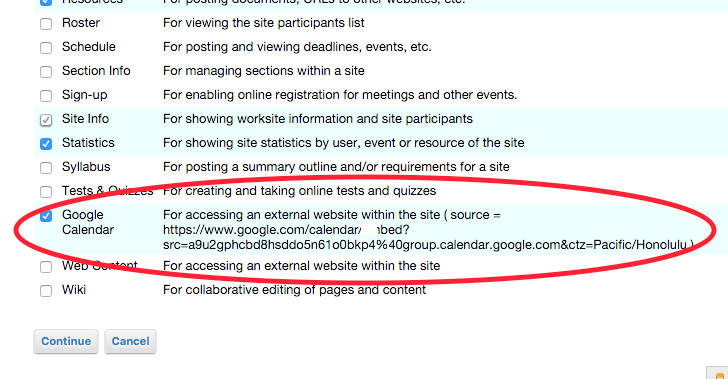 Resources For posting documents, URLs to other websites, etc.
Roster For viewing the site participants list
Schedule For posting and viewing deadlines, events, etc.
Section Info For managing sections within a site
Sign-up For enabling online registration for meetings and other events.
Site Info For showing worksite information and site participants
Statistics For showing site statistics by user, event or resource of the site
Syllabus For posting a summary outline and/or requirements for a site
Tests & Quizzes For creating and taking online tests and quizzes
Google For accessing an external website within the site ( source =
Calendar https://www.google.com/calendar/ bed?
src=a9u2gphcbd8hsddo5n61o0bkp4%40group.calendar.google.com&ctz=Pacific/Honolulu )
Web Content For accessing an external website within the site
Wiki For collaborative editing of pages and content
Continue Cancel